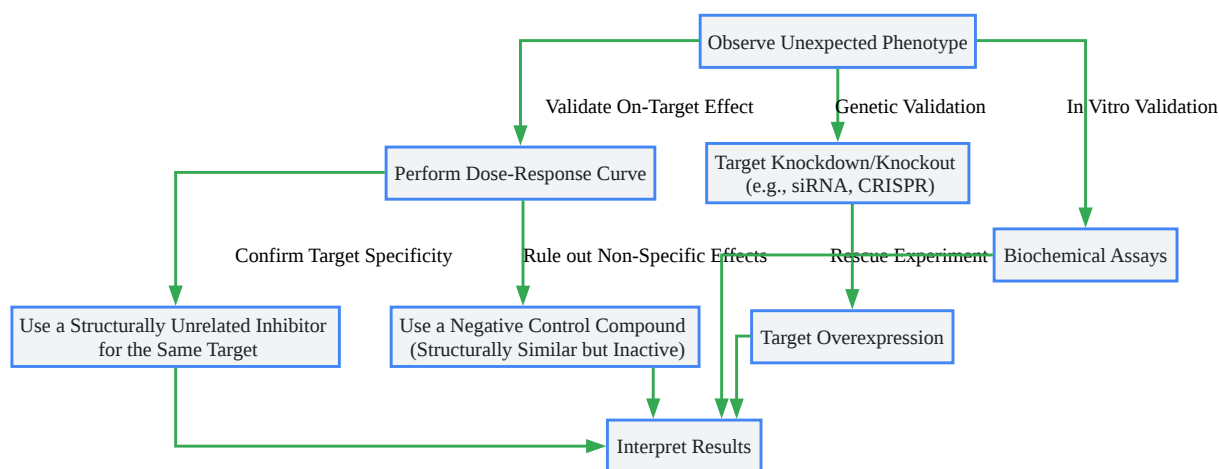 Observe Unexpected Phenotype
Validate On-Target Effect
Genetic Validation
In Vitro Validation
Perform Dose-Response Curve
Target Knockdown/Knockout
(e.g., siRNA, CRISPR)
Confirm Target Specificity
Rule out Non-Specific Effects
Rescue Experiment
Biochemical Assays
Use a Structurally Unrelated Inhibitor
for the Same Target
Use a Negative Control Compound
(Structurally Similar but Inactive)
Target Overexpression
Interpret Results